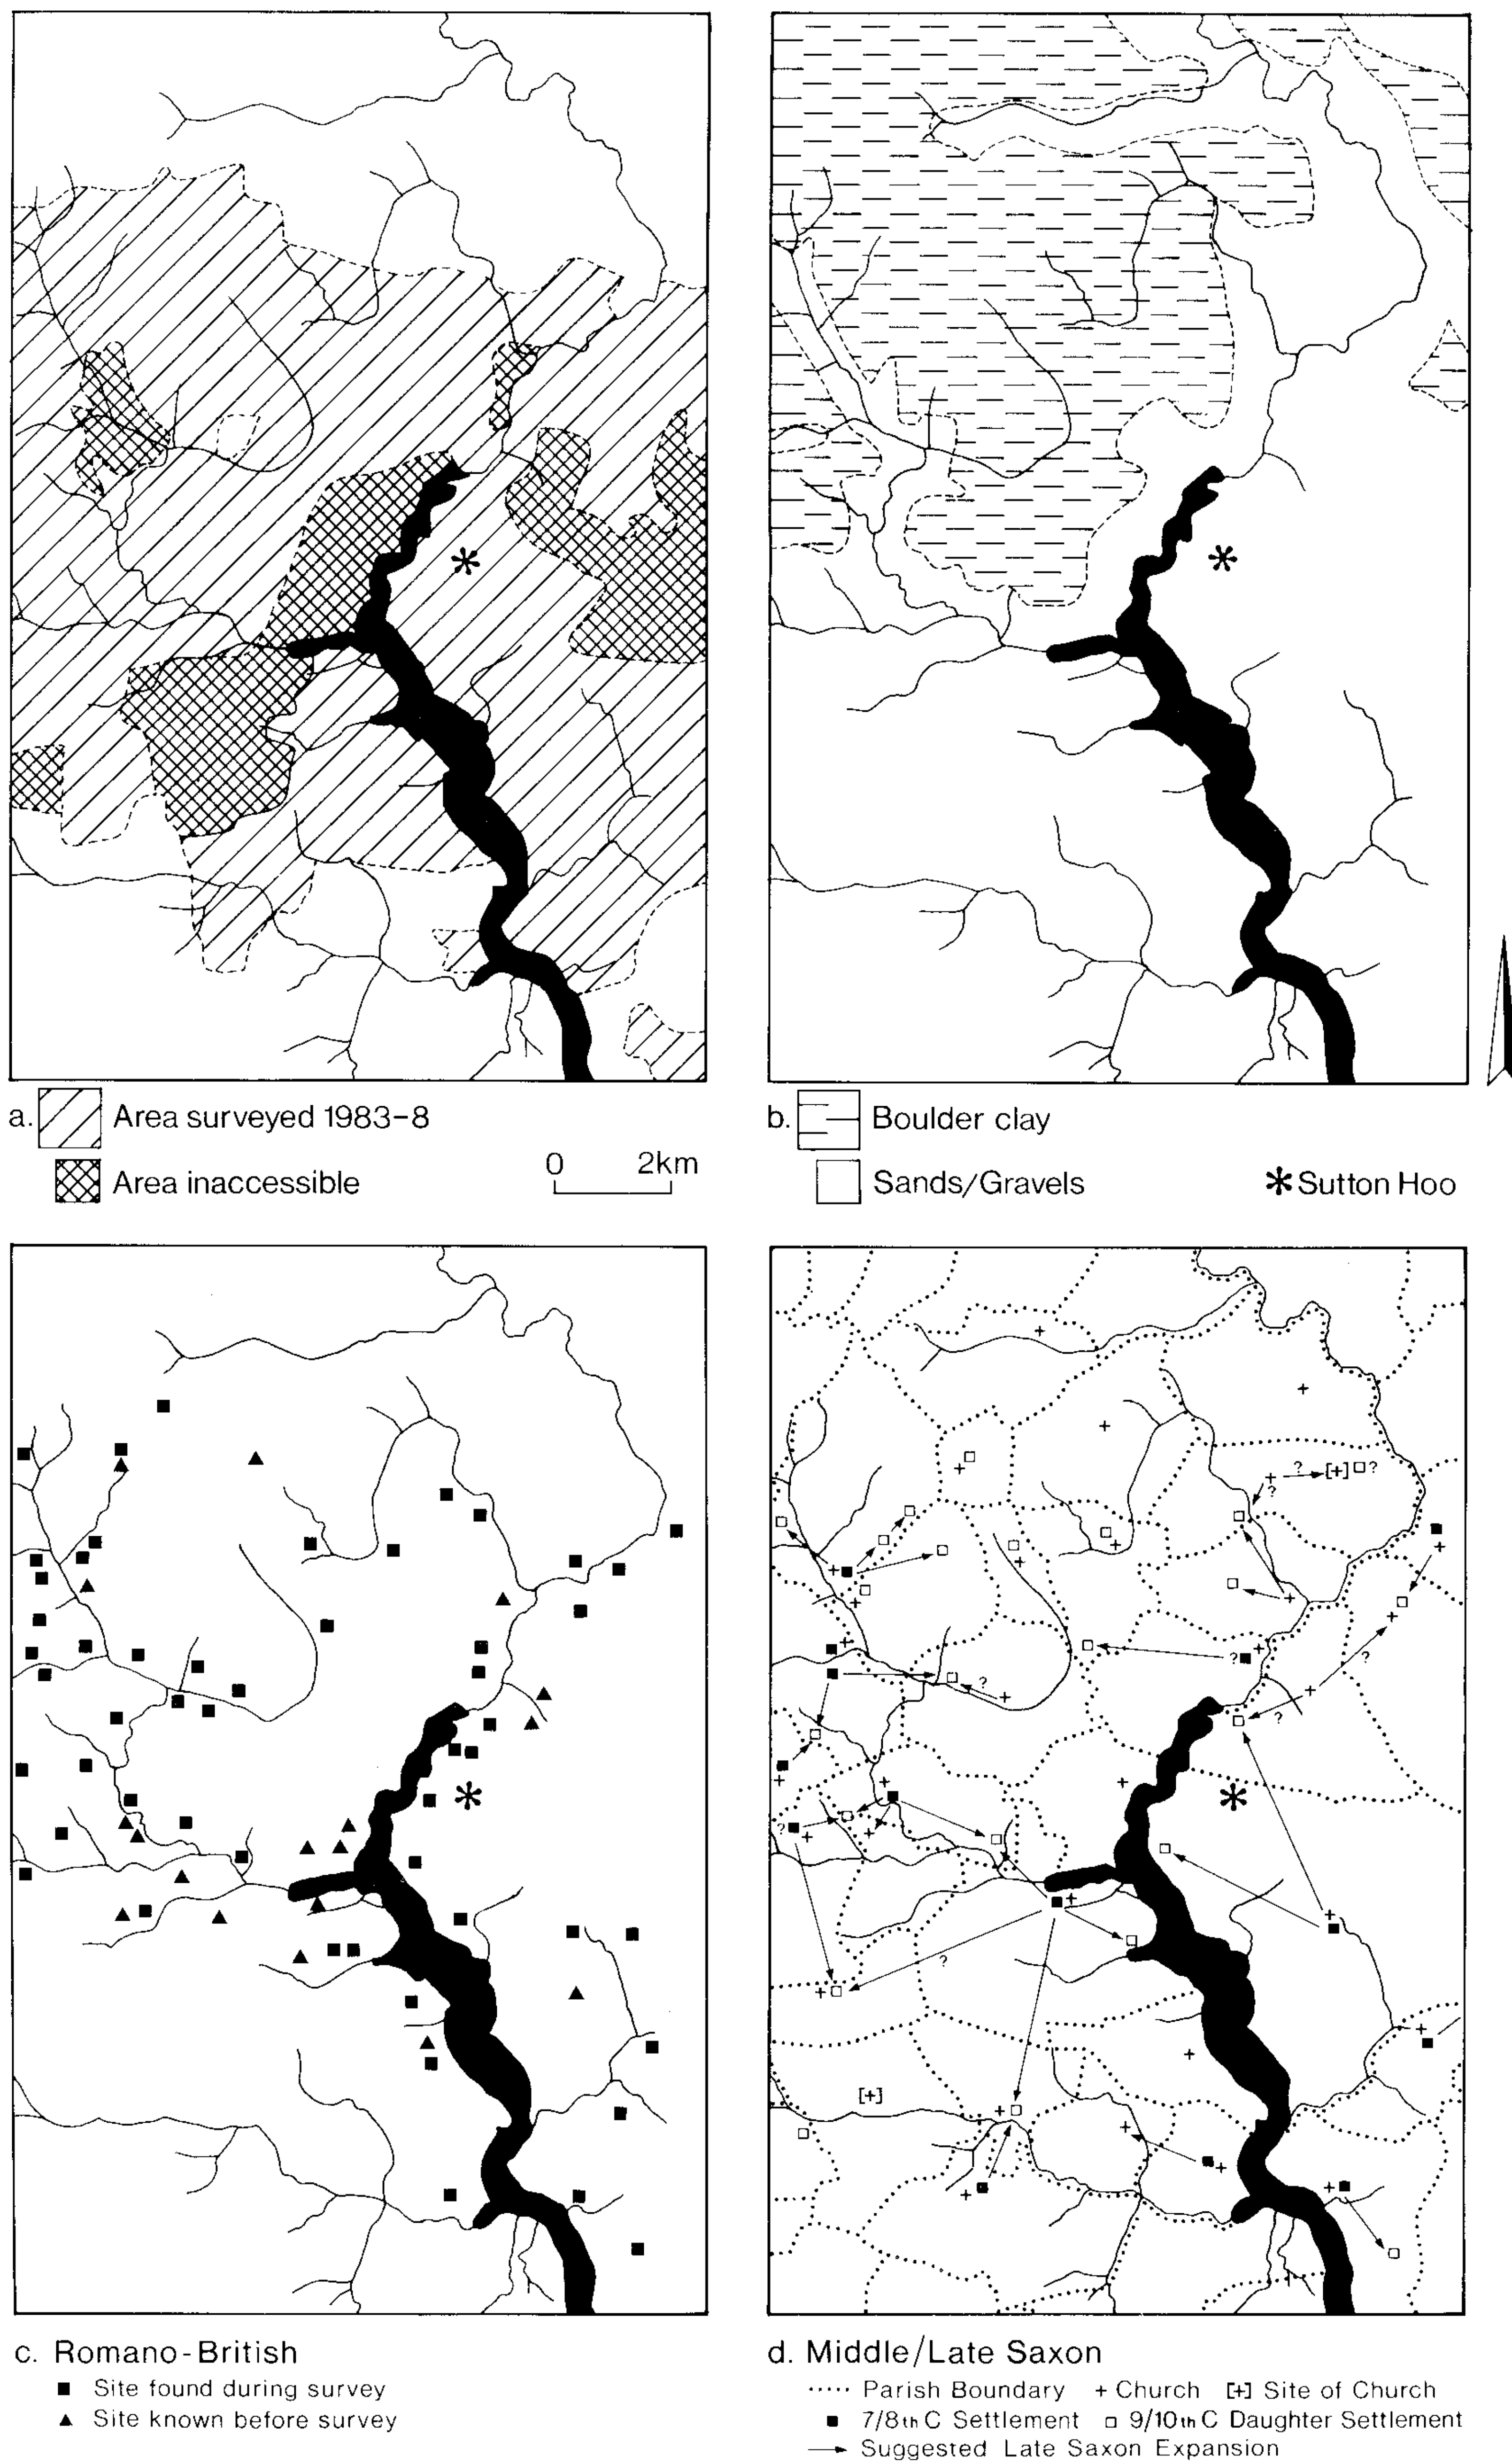 a. Area surveyed 1983-8
Area inaccessible
0 2km
b. Boulder clay
Sands/Gravels
* Sutton Hoo
? ? [+] ?
?
?
?
?
?
?
?
[+]
c. Romano-British
■ Site found during survey
▲ Site known before survey
d. Middle/Late Saxon
····· Parish Boundary + Church [+] Site of Church
■ 7/8th C Settlement □ 9/10th C Daughter Settlement
→ Suggested Late Saxon Expansion